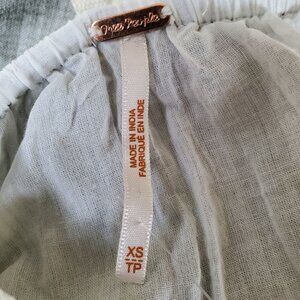 Free People
MADE IN INDIA
FABRIQUE EN INDE
XS
TP